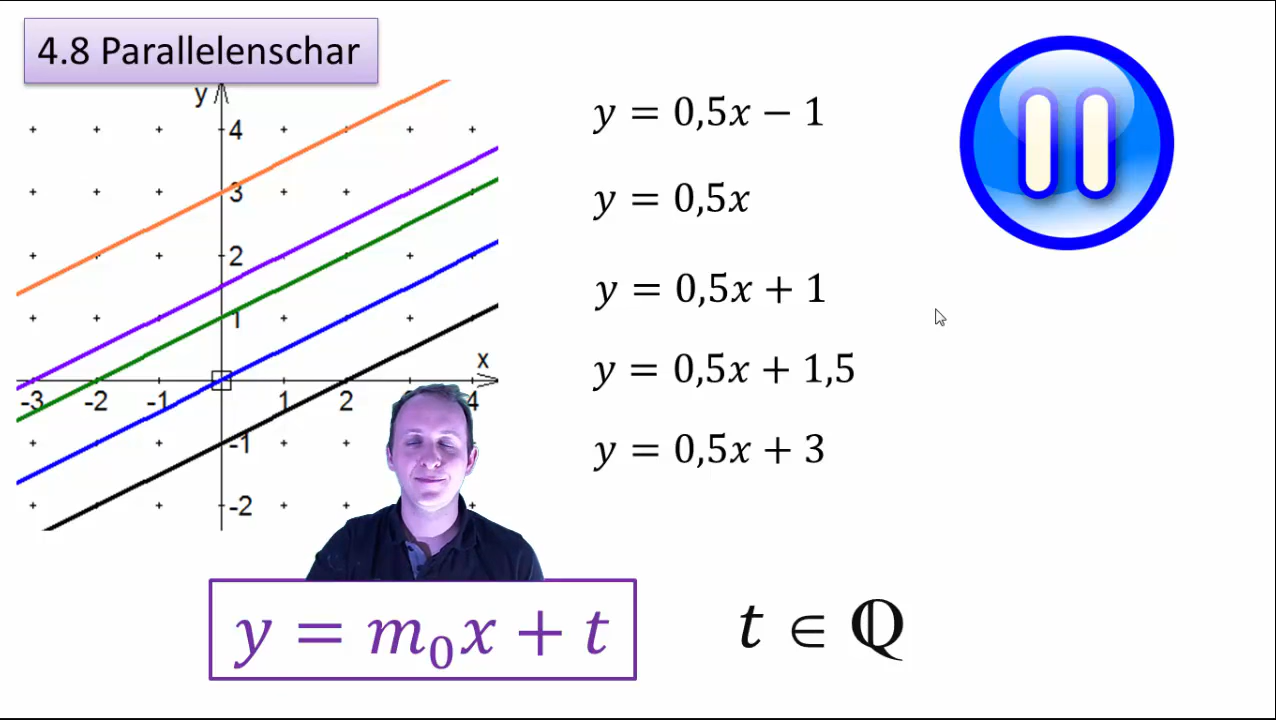 4.8 Parallelenschar
y
4
3
2
1
x
-3 -2 -1 1 2 4
-1
-2
y = 0,5x − 1
y = 0,5x
y = 0,5x + 1
y = 0,5x + 1,5
y = 0,5x + 3
y = m₀x + t
t ∈ ℚ